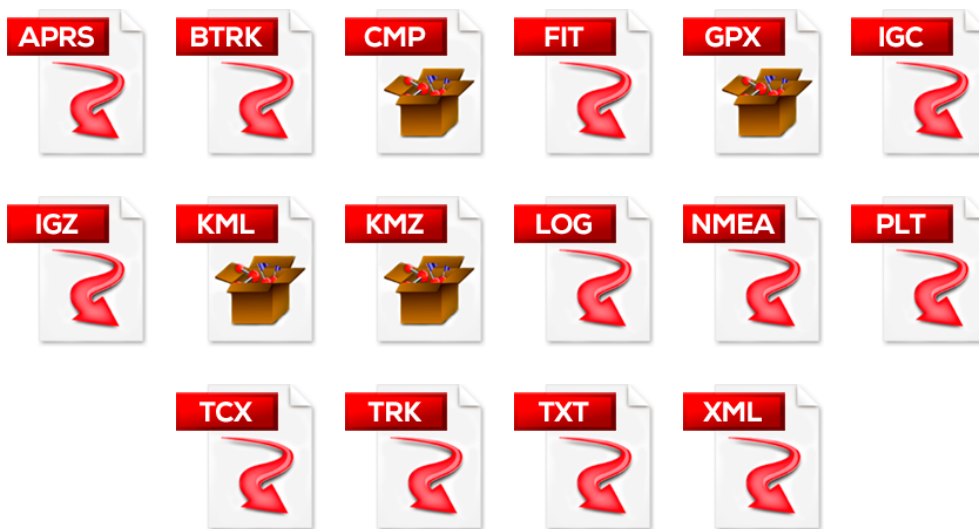 APRS BTRK CMP FIT GPX IGC
IGZ KML KMZ LOG NMEA PLT
TCX TRK TXT XML